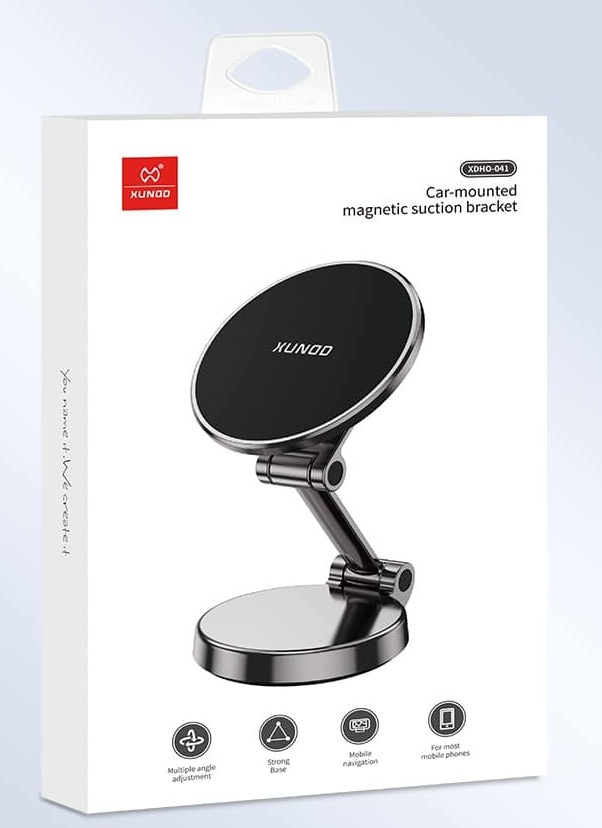 XUNDD
XDHO-041
Car-mounted
magnetic suction bracket
XUNDD
You name it.We create it
Multiple angle
adjustment
Strong
Base
Mobile
navigation
For most
mobile phones